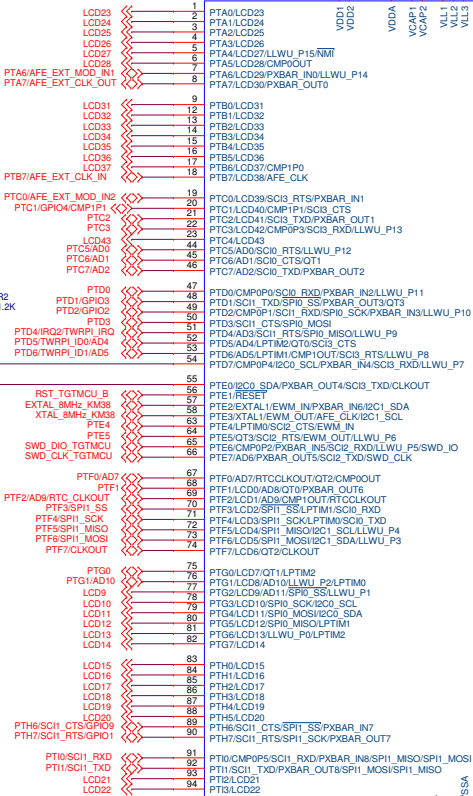 VDD1
VDD2
VDDA
VCAP1
VCAP2
VLL1
VLL2
VLL3
LCD23 1 PTA0/LCD23
LCD24 2 PTA1/LCD24
LCD25 3 PTA2/LCD25
LCD26 4 PTA3/LCD26
LCD27 5 PTA4/LCD27/LLWU_P15/NMI
LCD28 6 PTA5/LCD28/CMP0OUT
PTA6/AFE_EXT_MOD_IN1 7 PTA6/LCD29/PXBAR_IN0/LLWU_P14
PTA7/AFE_EXT_CLK_OUT 8 PTA7/LCD30/PXBAR_OUT0
LCD31 9 PTB0/LCD31
LCD32 12 PTB1/LCD32
LCD33 13 PTB2/LCD33
LCD34 14 PTB3/LCD34
LCD35 15 PTB4/LCD35
LCD36 16 PTB5/LCD36
LCD37 17 PTB6/LCD37/CMP1P0
PTB7/AFE_EXT_CLK_IN 18 PTB7/LCD38/AFE_CLK
PTC0/AFE_EXT_MOD_IN2 19 PTC0/LCD39/SCI3_RTS/PXBAR_IN1
PTC1/GPIO4/CMP1P1 20 PTC1/LCD40/CMP1P1/SCI3_CTS
PTC2 21 PTC2/LCD41/SCI3_TXD/PXBAR_OUT1
PTC3 22 PTC3/LCD42/CMP0P3/SCI3_RXD/LLWU_P13
LCD43 23 PTC4/LCD43
PTC5/AD0 44 PTC5/AD0/SCI0_RTS/LLWU_P12
PTC6/AD1 45 PTC6/AD1/SCI0_CTS/QT1
PTC7/AD2 46 PTC7/AD2/SCI0_TXD/PXBAR_OUT2
PTD0 47 PTD0/CMP0P0/SCI0_RXD/PXBAR_IN2/LLWU_P11
PTD1/GPIO3 48 PTD1/SCI1_TXD/SPI0_SS/PXBAR_OUT3/QT3
PTD2/GPIO2 49 PTD2/CMP0P1/SCI1_RXD/SPI0_SCK/PXBAR_IN3/LLWU_P10
PTD3 50 PTD3/SCI1_CTS/SPI0_MOSI
PTD4/IRQ2/TWRPI_IRQ 51 PTD4/AD3/SCI1_RTS/SPI0_MISO/LLWU_P9
PTD5/TWRPI_ID0/AD4 52 PTD5/AD4/LPTIM2/QT0/SCI3_CTS
PTD6/TWRPI_ID1/AD5 53 PTD6/AD5/LPTIM1/CMP1OUT/SCI3_RTS/LLWU_P8
54 PTD7/CMP0P4/I2C0_SCL/PXBAR_IN4/SCI3_RXD/LLWU_P7
R2
1.2K
55 PTE0/I2C0_SDA/PXBAR_OUT4/SCI3_TXD/CLKOUT
RST_TGTMCU_B 56 PTE1/RESET
EXTAL_8MHz_KM38 57 PTE2/EXTAL1/EWM_IN/PXBAR_IN6/I2C1_SDA
XTAL_8MHz_KM38 58 PTE3/XTAL1/EWM_OUT/AFE_CLK/I2C1_SCL
PTE4 63 PTE4/LPTIM0/SCI2_CTS/EWM_IN
PTE5 64 PTE5/QT3/SCI2_RTS/EWM_OUT/LLWU_P6
SWD_DIO_TGTMCU 65 PTE6/CMP0P2/PXBAR_IN5/SCI2_RXD/LLWU_P5/SWD_IO
SWD_CLK_TGTMCU 66 PTE7/AD6/PXBAR_OUT5/SCI2_TXD/SWD_CLK
PTF0/AD7 67 PTF0/AD7/RTCCLKOUT/QT2/CMP0OUT
PTF1 68 PTF1/LCD0/AD8/QT0/PXBAR_OUT6
PTF2/AD9/RTC_CLKOUT 69 PTF2/LCD1/AD9/CMP1OUT/RTCCLKOUT
PTF3/SPI1_SS 70 PTF3/LCD2/SPI1_SS/LPTIM1/SCI0_RXD
PTF4/SPI1_SCK 71 PTF4/LCD3/SPI1_SCK/LPTIM0/SCI0_TXD
PTF5/SPI1_MISO 72 PTF5/LCD4/SPI1_MISO/I2C1_SCL/LLWU_P4
PTF6/SPI1_MOSI 73 PTF6/LCD5/SPI1_MOSI/I2C1_SDA/LLWU_P3
PTF7/CLKOUT 74 PTF7/LCD6/QT2/CLKOUT
PTG0 75 PTG0/LCD7/QT1/LPTIM2
PTG1/AD10 76 PTG1/LCD8/AD10/LLWU_P2/LPTIM0
LCD9 77 PTG2/LCD9/AD11/SPI0_SS/LLWU_P1
LCD10 78 PTG3/LCD10/SPI0_SCK/I2C0_SCL
LCD11 79 PTG4/LCD11/SPI0_MOSI/I2C0_SDA
LCD12 80 PTG5/LCD12/SPI0_MISO/LPTIM1
LCD13 81 PTG6/LCD13/LLWU_P0/LPTIM2
LCD14 82 PTG7/LCD14
LCD15 83 PTH0/LCD15
LCD16 84 PTH1/LCD16
LCD17 85 PTH2/LCD17
LCD18 86 PTH3/LCD18
LCD19 87 PTH4/LCD19
LCD20 88 PTH5/LCD20
PTH6/SCI1_CTS/GPIO9 89 PTH6/SCI1_CTS/SPI1_SS/PXBAR_IN7
PTH7/SCI1_RTS/GPIO1 90 PTH7/SCI1_RTS/SPI1_SCK/PXBAR_OUT7
PTI0/SCI1_RXD 91 PTI0/CMP0P5/SCI1_RXD/PXBAR_IN8/SPI1_MISO/SPI1_MOSI
PTI1/SCI1_TXD 92 PTI1/SCI1_TXD/PXBAR_OUT8/SPI1_MOSI/SPI1_MISO
LCD21 93 PTI2/LCD21
LCD22 94 PTI3/LCD22